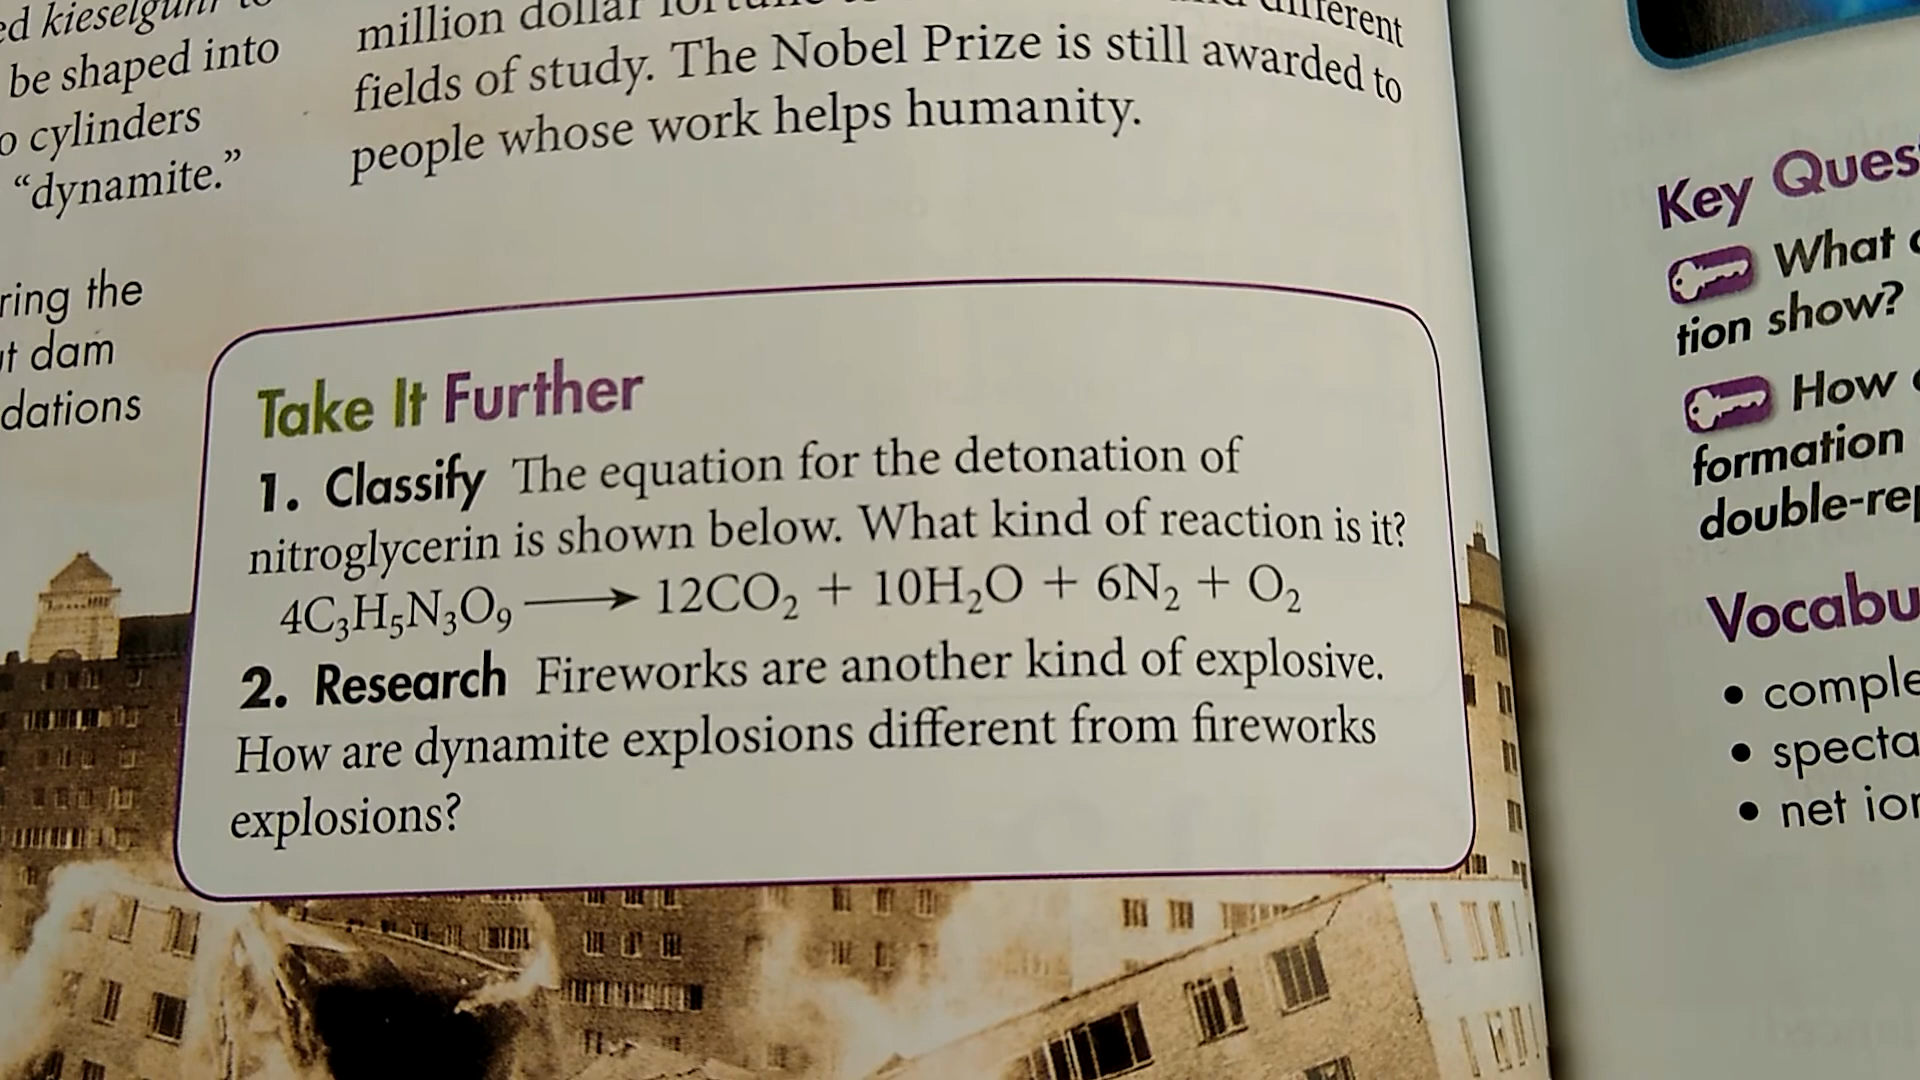 kieselguhr
be shaped into
cylinders
“dynamite.”
ring the
dam
dations
million dollar different
fields of study. The Nobel Prize is still awarded to
people whose work helps humanity.
Take It Further
1. Classify The equation for the detonation of
nitroglycerin is shown below. What kind of reaction is it?
4C₃H₅N₃O₉ ⟶ 12CO₂ + 10H₂O + 6N₂ + O₂
2. Research Fireworks are another kind of explosive.
How are dynamite explosions different from fireworks
explosions?
Key Ques
What
tion show?
How
formation
double-rep
Vocabu
• comple
• specta
• net ion